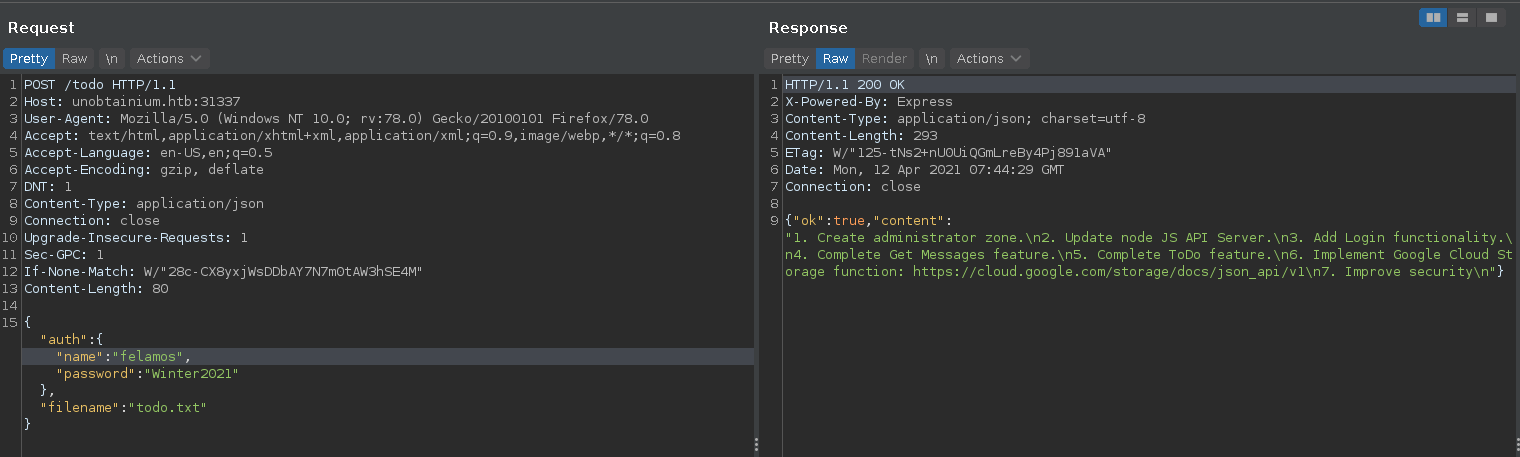 Request
Pretty Raw \n Actions
1 POST /todo HTTP/1.1
2 Host: unobtainium.htb:31337
3 User-Agent: Mozilla/5.0 (Windows NT 10.0; rv:78.0) Gecko/20100101 Firefox/78.0
4 Accept: text/html,application/xhtml+xml,application/xml;q=0.9,image/webp,*/*;q=0.8
5 Accept-Language: en-US,en;q=0.5
6 Accept-Encoding: gzip, deflate
7 DNT: 1
8 Content-Type: application/json
9 Connection: close
10 Upgrade-Insecure-Requests: 1
11 Sec-GPC: 1
12 If-None-Match: W/"28c-CX8yxjWsDDbAY7N7mOtAW3hSE4M"
13 Content-Length: 80
14
15 {
"auth":{
"name":"felamos",
"password":"Winter2021"
},
"filename":"todo.txt"
}
Response
Pretty Raw Render \n Actions
1 HTTP/1.1 200 OK
2 X-Powered-By: Express
3 Content-Type: application/json; charset=utf-8
4 Content-Length: 293
5 ETag: W/"125-tNs2+nU0UiQGmLreBy4Pj891aVA"
6 Date: Mon, 12 Apr 2021 07:44:29 GMT
7 Connection: close
8
9 {"ok":true,"content":
"1. Create administrator zone.\n2. Update node JS API Server.\n3. Add Login functionality.\
n4. Complete Get Messages feature.\n5. Complete ToDo feature.\n6. Implement Google Cloud St
orage function: https://cloud.google.com/storage/docs/json_api/v1\n7. Improve security\n"}